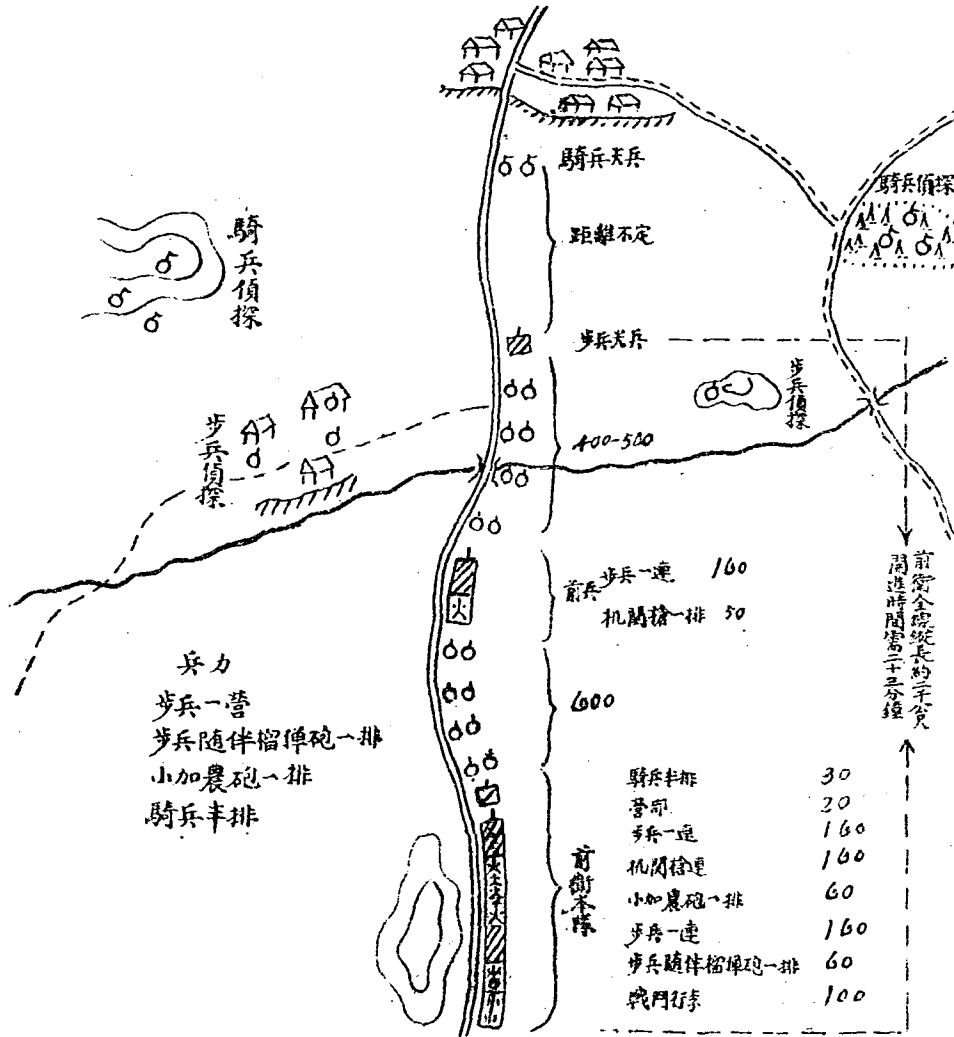 騎兵尖兵
騎兵偵探
距離不定
騎兵偵探
步兵尖兵
步兵偵探
步兵偵探
400-500
前兵
步兵一連 160
机關槍一排 50
前衛全隊縱長約二千公尺
開進時間需二十三分鐘
600
兵力
步兵一營
步兵隨伴榴彈砲一排
小加農砲一排
騎兵半排
前衛本隊
騎兵半排 30
營部 20
步兵一連 160
机關槍連 160
小加農砲一排 60
步兵一連 160
步兵隨伴榴彈砲一排 60
戰鬥行李 100
火